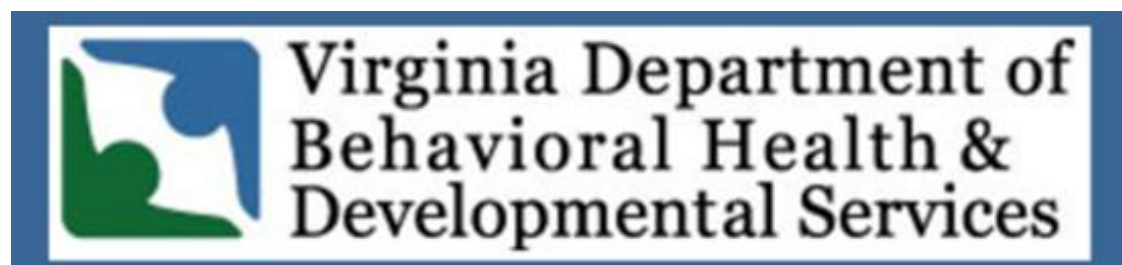 Virginia Department of
Behavioral Health &
Developmental Services